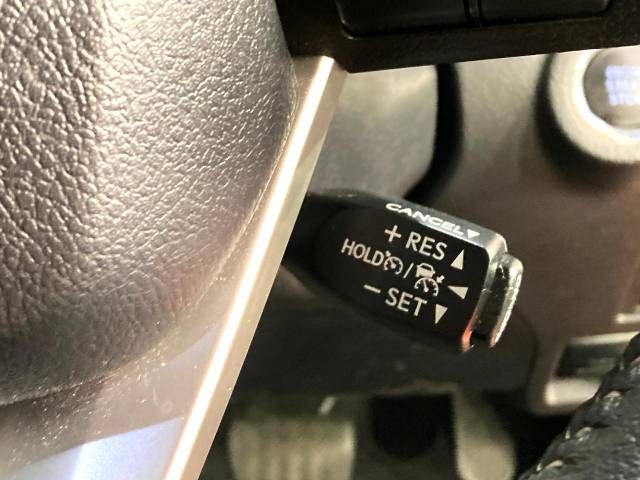 CANCEL▼
+ RES ▲
HOLD / ◀
− SET ▼